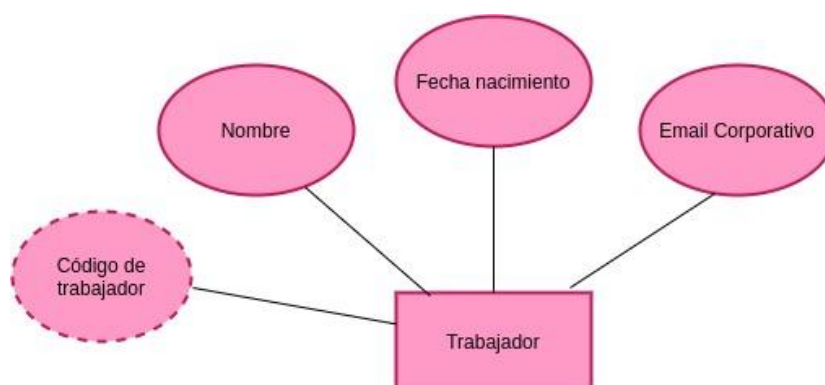 Fecha nacimiento
Nombre
Email Corporativo
Código de
trabajador
Trabajador